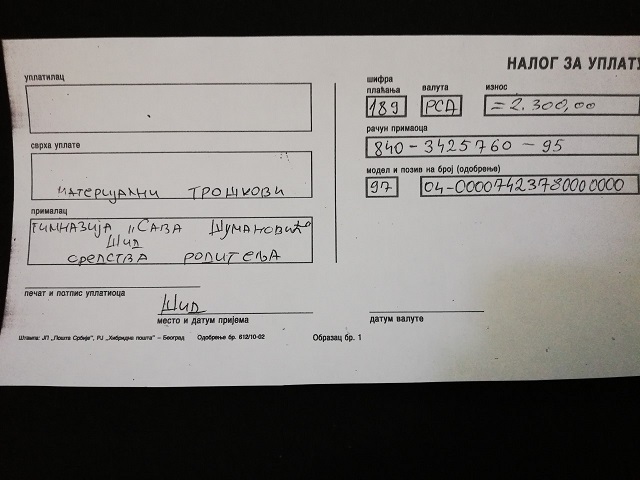 НАЛОГ ЗА УПЛАТУ
уплатилац
сврха уплате
МАТЕРИЈАЛНИ ТРОШКОВИ
прималац
ГИМНАЗИЈА „САВА ШУМАНОВИЋ“
ШИД
СРЕДСТВА РОДИТЕЉА
печат и потпис уплатиоца
ШИД
место и датум пријема
Штампа: ЈП „Пошта Србије“, РЈ „Хибридна пошта“ – Београд Одобрење бр. 612/10-02 Образац бр. 1
шифра плаћања
валута
износ
189
РСД
=2.300,00
рачун примаоца
840-3425760-95
модел и позив на број (одобрење)
97
04-00007423780000000
датум валуте